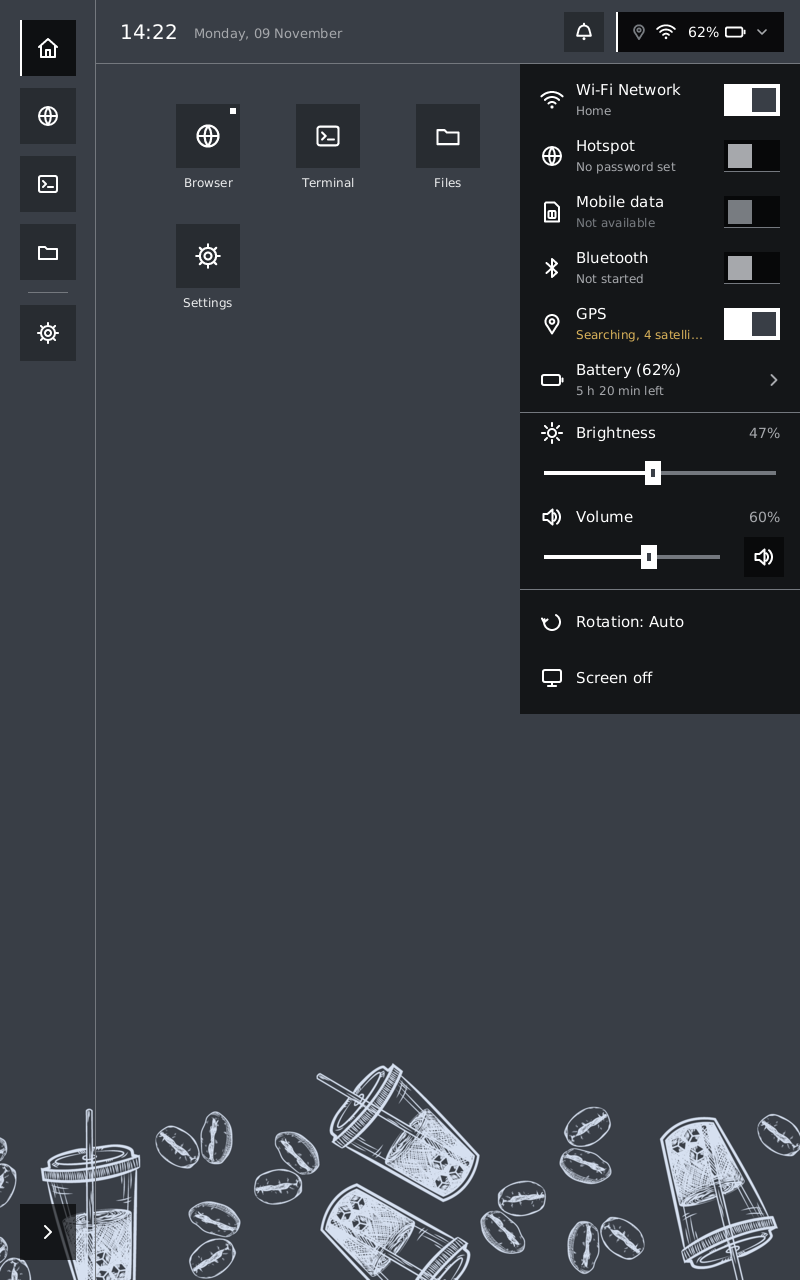 14:22 Monday, 09 November
62%
Browser
Terminal
Files
Settings
Wi-Fi Network
Home
Hotspot
No password set
Mobile data
Not available
Bluetooth
Not started
GPS
Searching, 4 satelli...
Battery (62%)
5 h 20 min left
Brightness 47%
Volume 60%
Rotation: Auto
Screen off